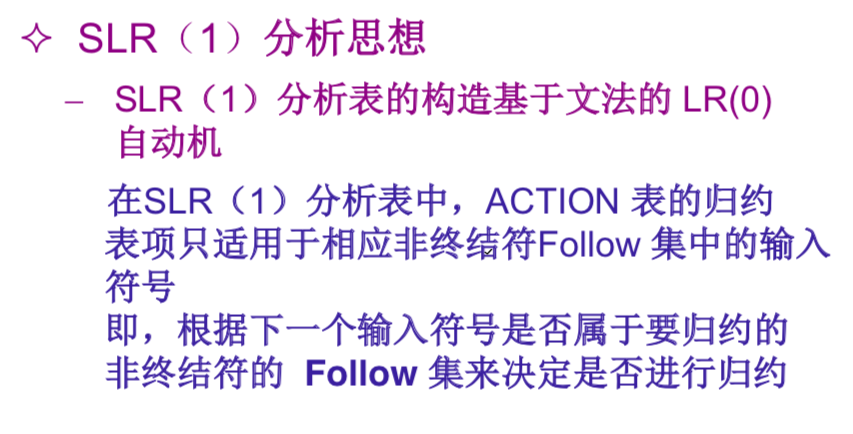 ✧ SLR（1）分析思想
– SLR（1）分析表的构造基于文法的 LR(0)
自动机
在SLR（1）分析表中，ACTION 表的归约
表项只适用于相应非终结符Follow 集中的输入
符号
即，根据下一个输入符号是否属于要归约的
非终结符的 Follow 集来决定是否进行归约